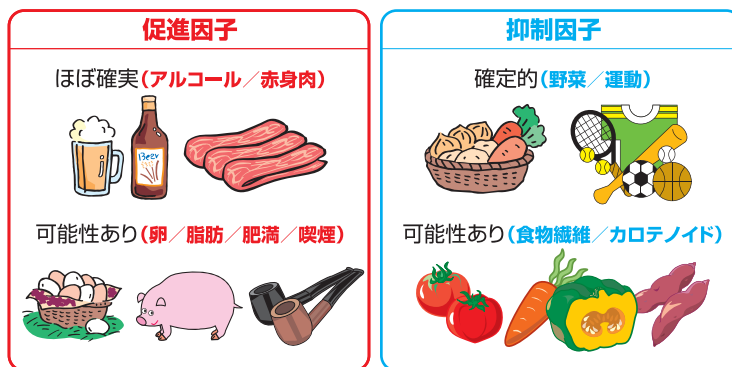 促進因子
ほぼ確実(アルコール／赤身肉)
Beer
可能性あり(卵／脂肪／肥満／喫煙)
抑制因子
確定的(野菜／運動)
可能性あり(食物繊維／カロテノイド)